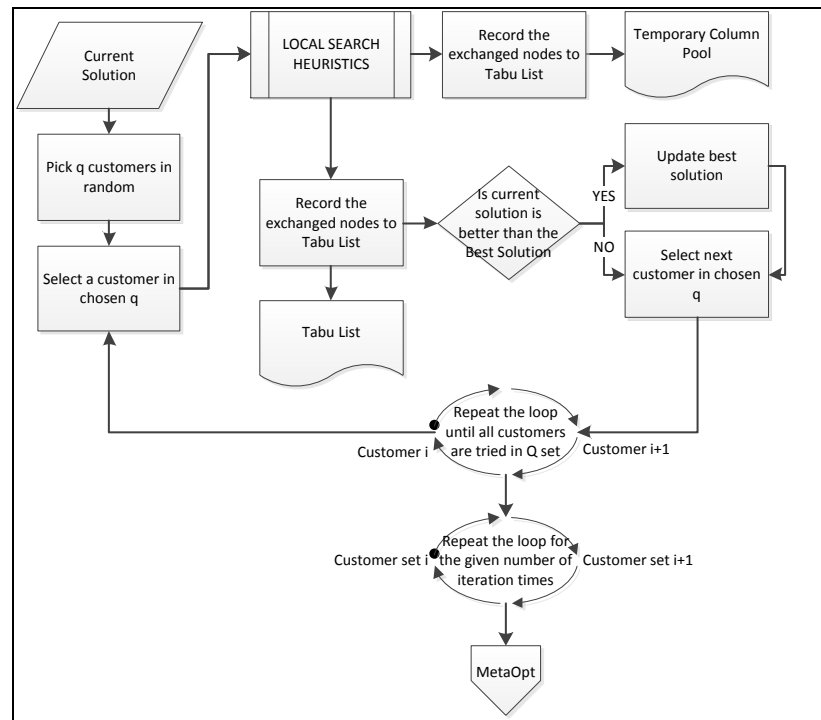 Current
Solution
LOCAL SEARCH
HEURISTICS
Record the
exchanged nodes to
Tabu List
Temporary Column
Pool
Pick q customers in
random
Select a customer in
chosen q
Record the
exchanged nodes to
Tabu List
Is current
solution is
better than the
Best Solution
YES
NO
Update best
solution
Select next
customer in chosen
q
Tabu List
Repeat the loop
until all customers
are tried in Q set
Customer i
Customer i+1
Repeat the loop for
the given number of
iteration times
Customer set i
Customer set i+1
MetaOpt